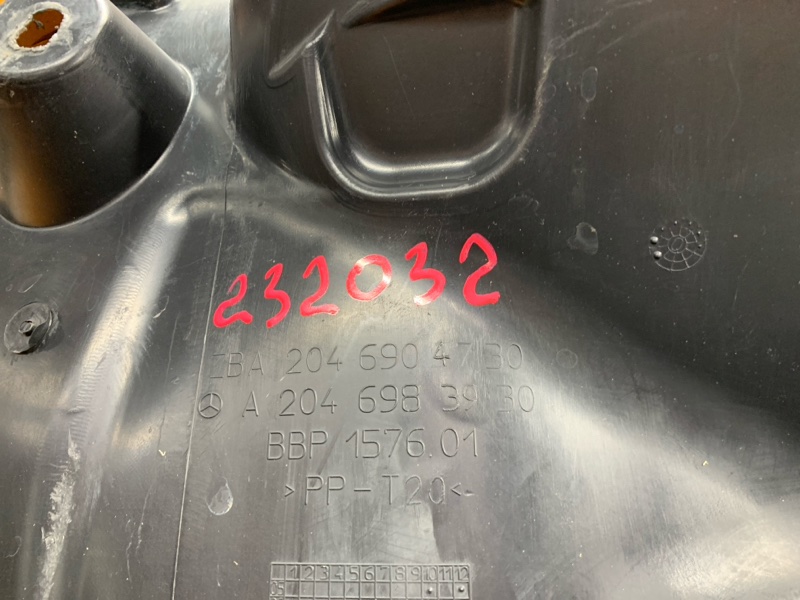 232032
ZBA 204 690 47 30
A 204 698 39 30
BBP 1576.01
>PP-T20<
1 2 3 4 5 6 7 8 9 10 11 12